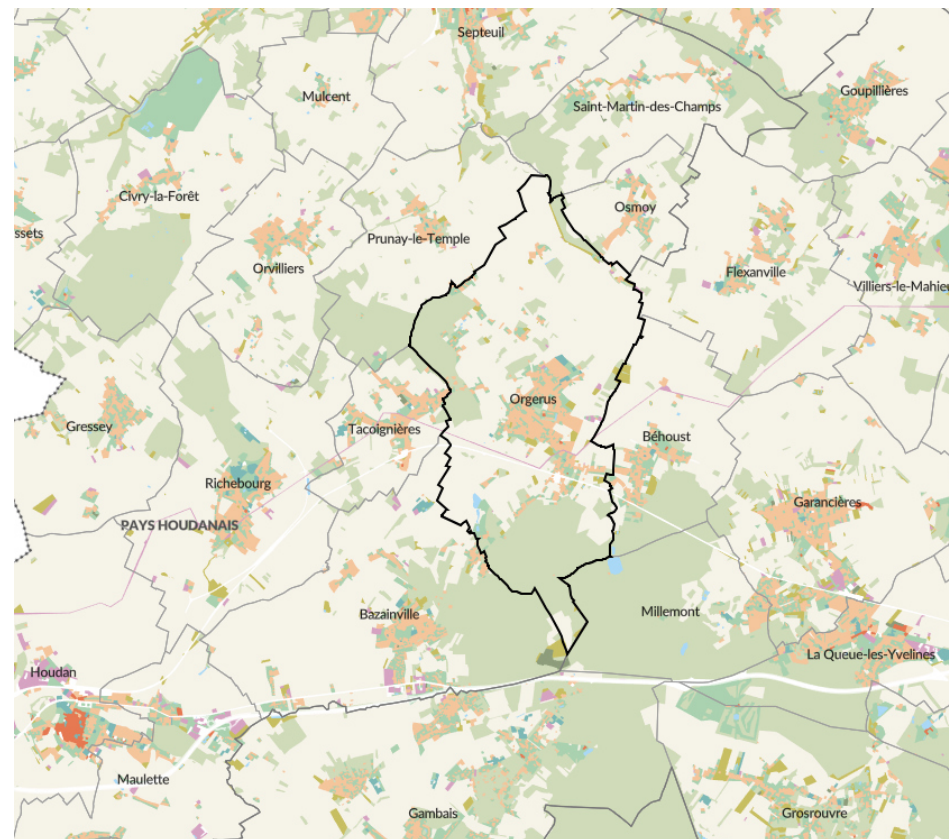 Septeuil
Mulcent
Saint-Martin-des-Champs
Goupillières
Civry-la-Forêt
Osmoy
ssets
Prunay-le-Temple
Orvilliers
Flexanville
Villiers-le-Mahieu
Orgerus
Gressey
Tacoignières
Béhoust
Richebourg
Garancières
PAYS HOUDANAIS
Bazainville
Millemont
La Queue-les-Yvelines
Houdan
Maulette
Gambais
Grosrouvre